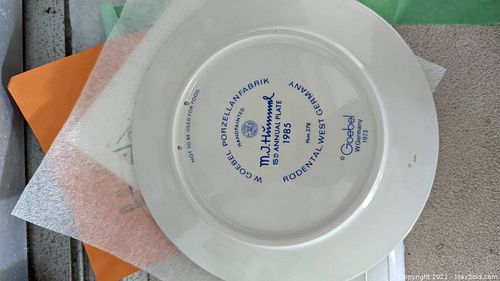 W. GOEBEL PORZELLANFABRIK
HANDPAINTED
M.J. Hummel
15TH ANNUAL PLATE
1985
Hum 278
RODENTAL, WEST GERMANY
© Goebel
W.Germany
1973
NOT TO BE USED FOR FOOD
Copyright 2022 - MaxSold.com